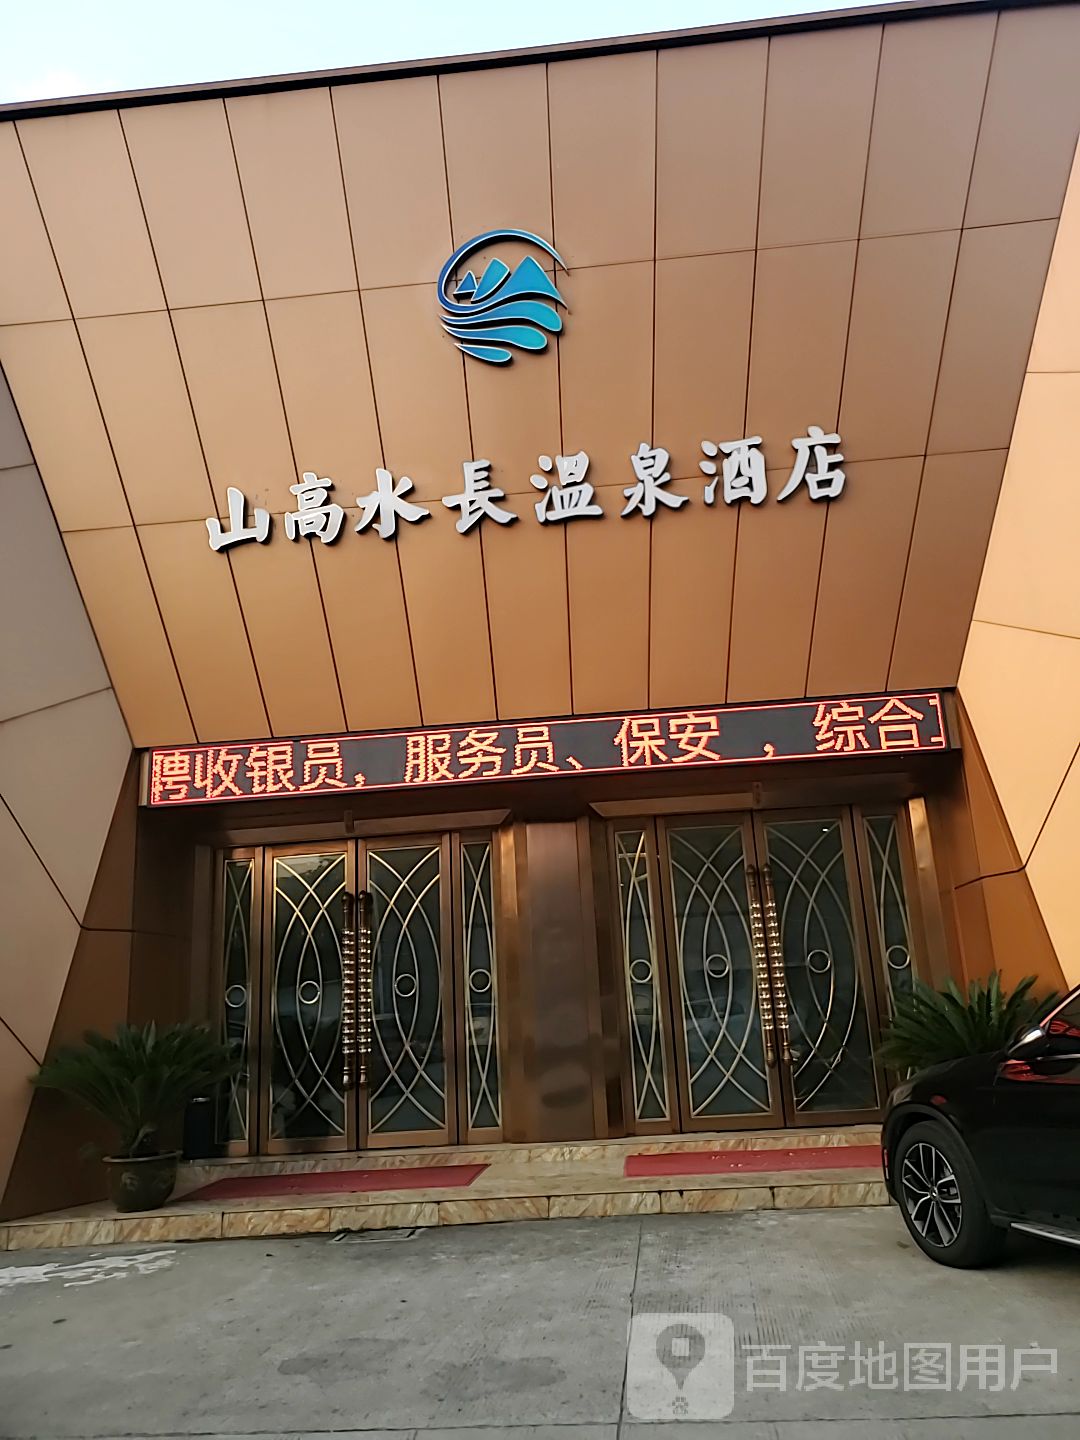 山高水長温泉酒店
聘收银员，服务员、保安 ，综合
百度地图用户